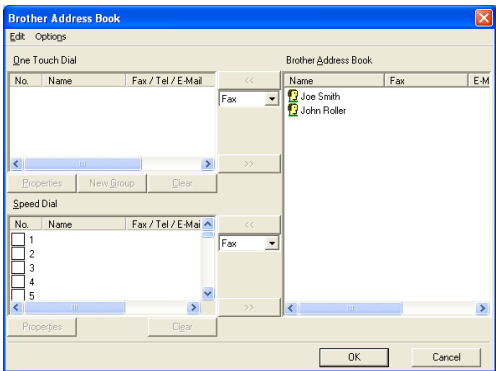 Brother Address Book
Edit Options
One Touch Dial
No. Name Fax / Tel / E-Mail
<<
Fax
>>
Properties New Group Clear
Speed Dial
No. Name Fax / Tel / E-Mai
1
2
3
4
5
<<
Fax
>>
Properties Clear
Brother Address Book
Name Fax E-M
Joe Smith
John Roller
OK Cancel